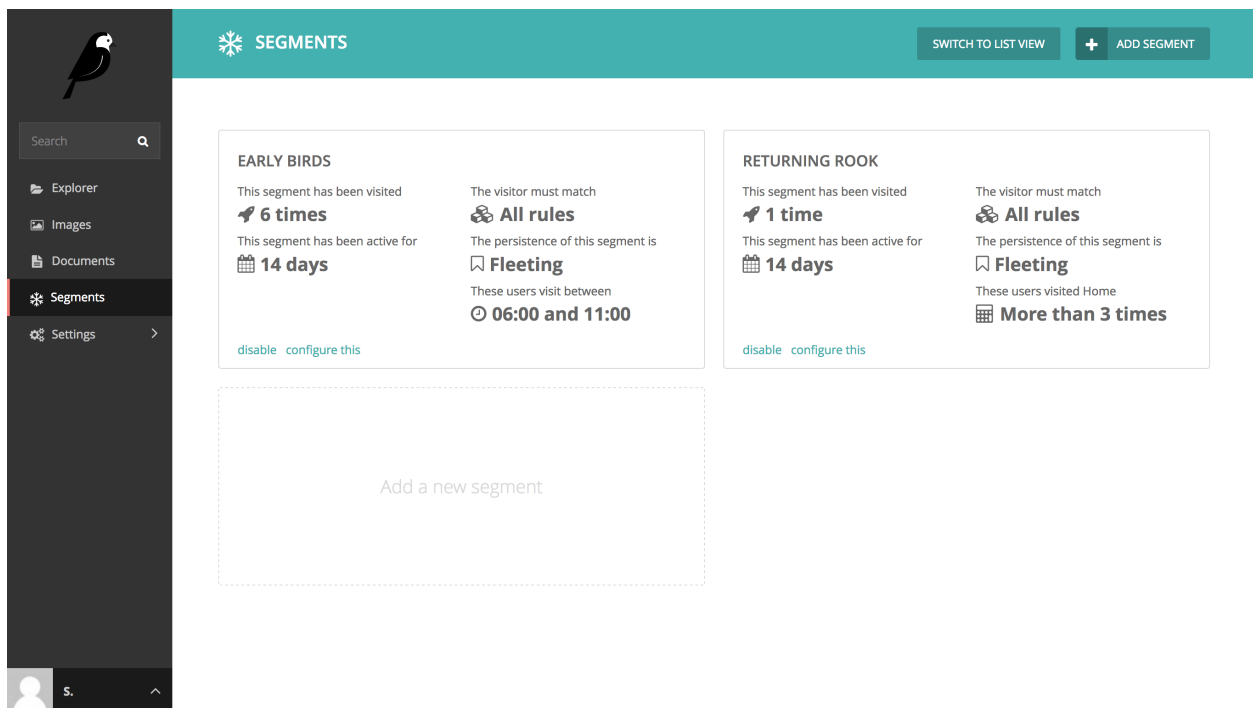 SEGMENTS
SWITCH TO LIST VIEW
ADD SEGMENT
Search
Explorer
Images
Documents
Segments
Settings
S.
EARLY BIRDS
This segment has been visited
6 times
This segment has been active for
14 days
The visitor must match
All rules
The persistence of this segment is
Fleeting
These users visit between
06:00 and 11:00
disable configure this
RETURNING ROOK
This segment has been visited
1 time
This segment has been active for
14 days
The visitor must match
All rules
The persistence of this segment is
Fleeting
These users visited Home
More than 3 times
disable configure this
Add a new segment